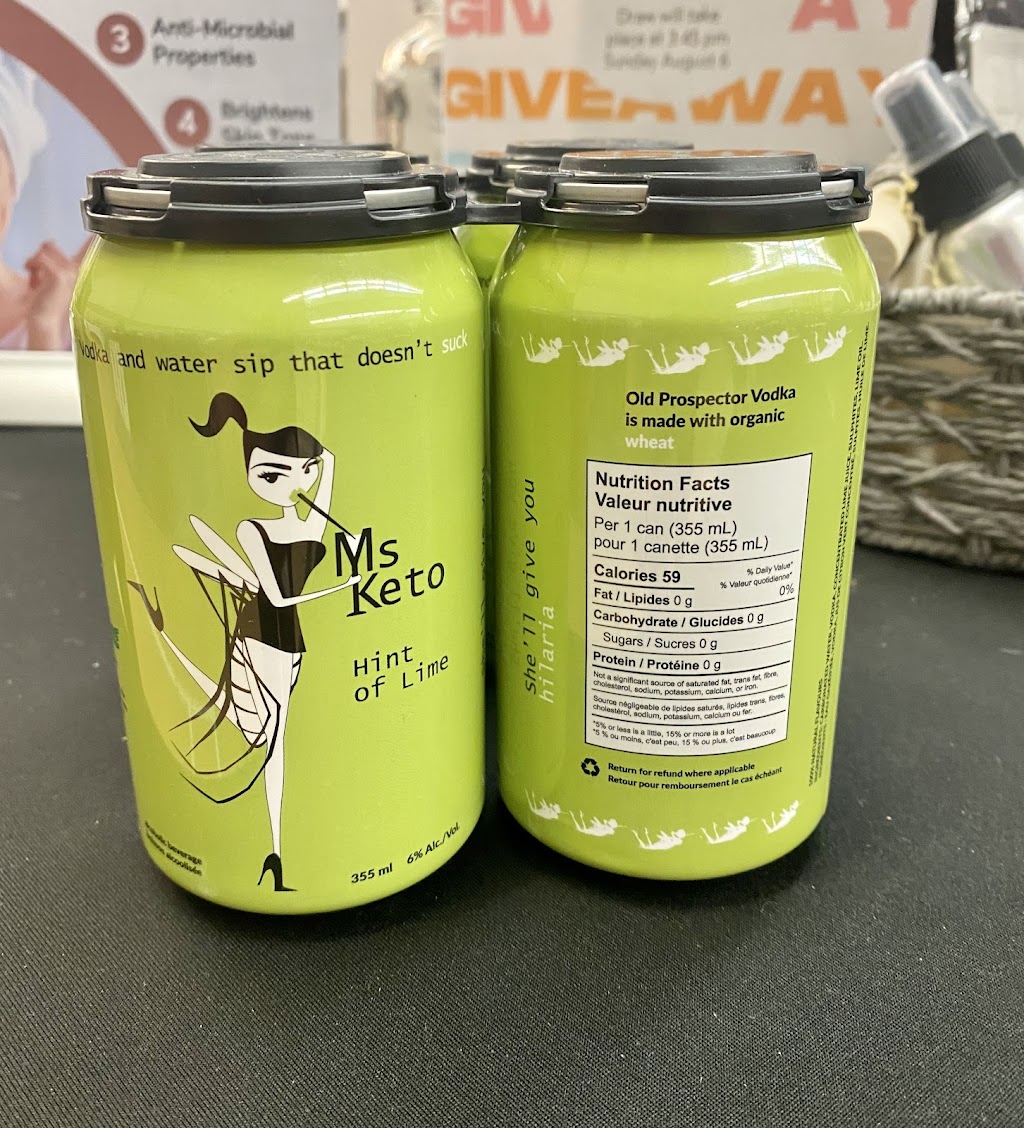 3 Anti-Microbial
Properties
4 Brightens
Skin Tone
Draw will take
place at 3:45 pm
Sunday August 6
GIVEAWAY
Vodka and water sip that doesn't suck
Ms
Keto
Hint
of Lime
355 ml 6% Alc./Vol.
beverage
alcoolisée
she'll give you
hilaria
Old Prospector Vodka
is made with organic
wheat
Nutrition Facts
Valeur nutritive
Per 1 can (355 mL)
pour 1 canette (355 mL)
Calories 59
% Daily Value*
% Valeur quotidienne*
Fat / Lipides 0 g 0%
Carbohydrate / Glucides 0 g
Sugars / Sucres 0 g
Protein / Protéine 0 g
Not a significant source of saturated fat, trans fat, fibre,
cholesterol, sodium, potassium, calcium, or iron.
Source négligeable de lipides saturés, lipides trans, fibres,
cholestérol, sodium, potassium, calcium ou fer.
*5% or less is a little, 15% or more is a lot
*5 % ou moins, c'est peu, 15 % ou plus, c'est beaucoup
Return for refund where applicable
Retour pour remboursement le cas échéant
100% NATURAL FLAVOURS